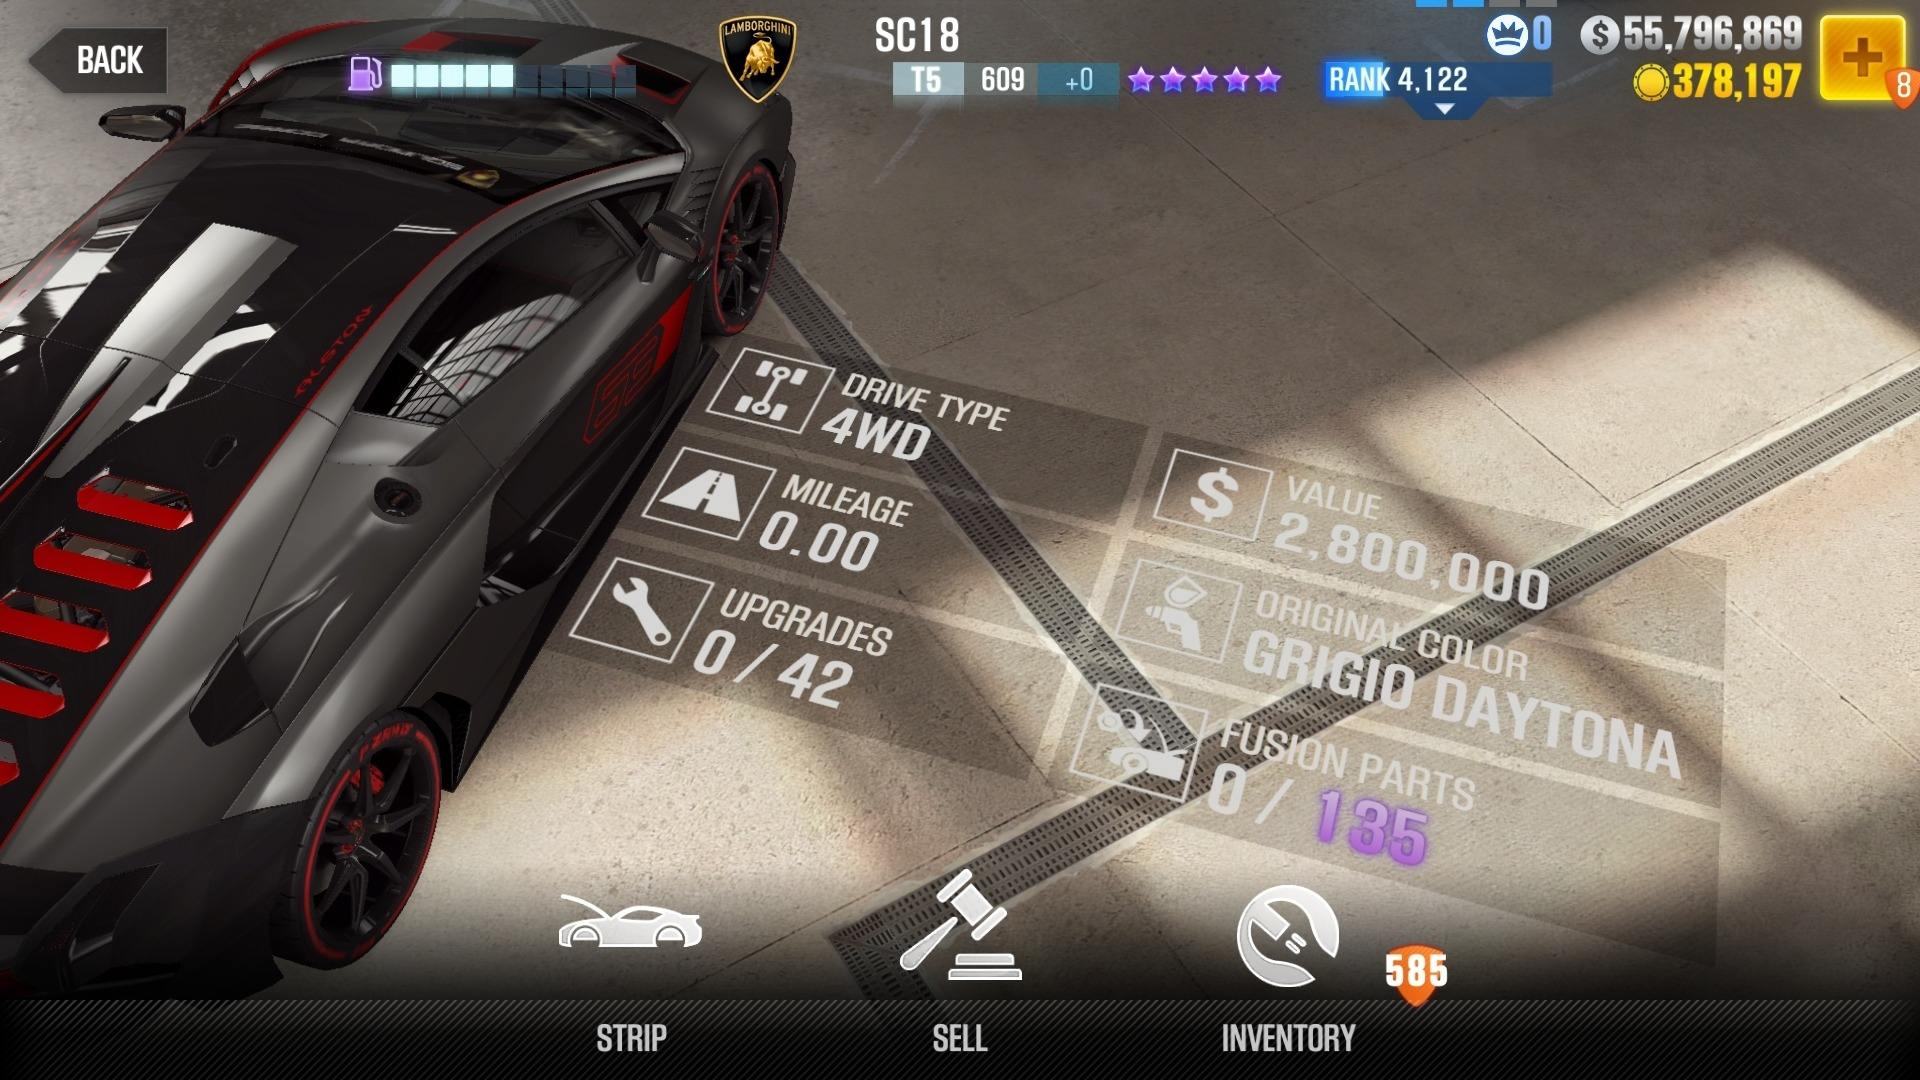 BACK
LAMBORGHINI
SC18
T5 609 +0
RANK 4,122
0
55,796,869
378,197
8
ALSTON
63
DRIVE TYPE
4WD
MILEAGE
0.00
UPGRADES
0 / 42
VALUE
2,800,000
ORIGINAL COLOR
GRIGIO DAYTONA
FUSION PARTS
0 / 135
STRIP
SELL
INVENTORY
585